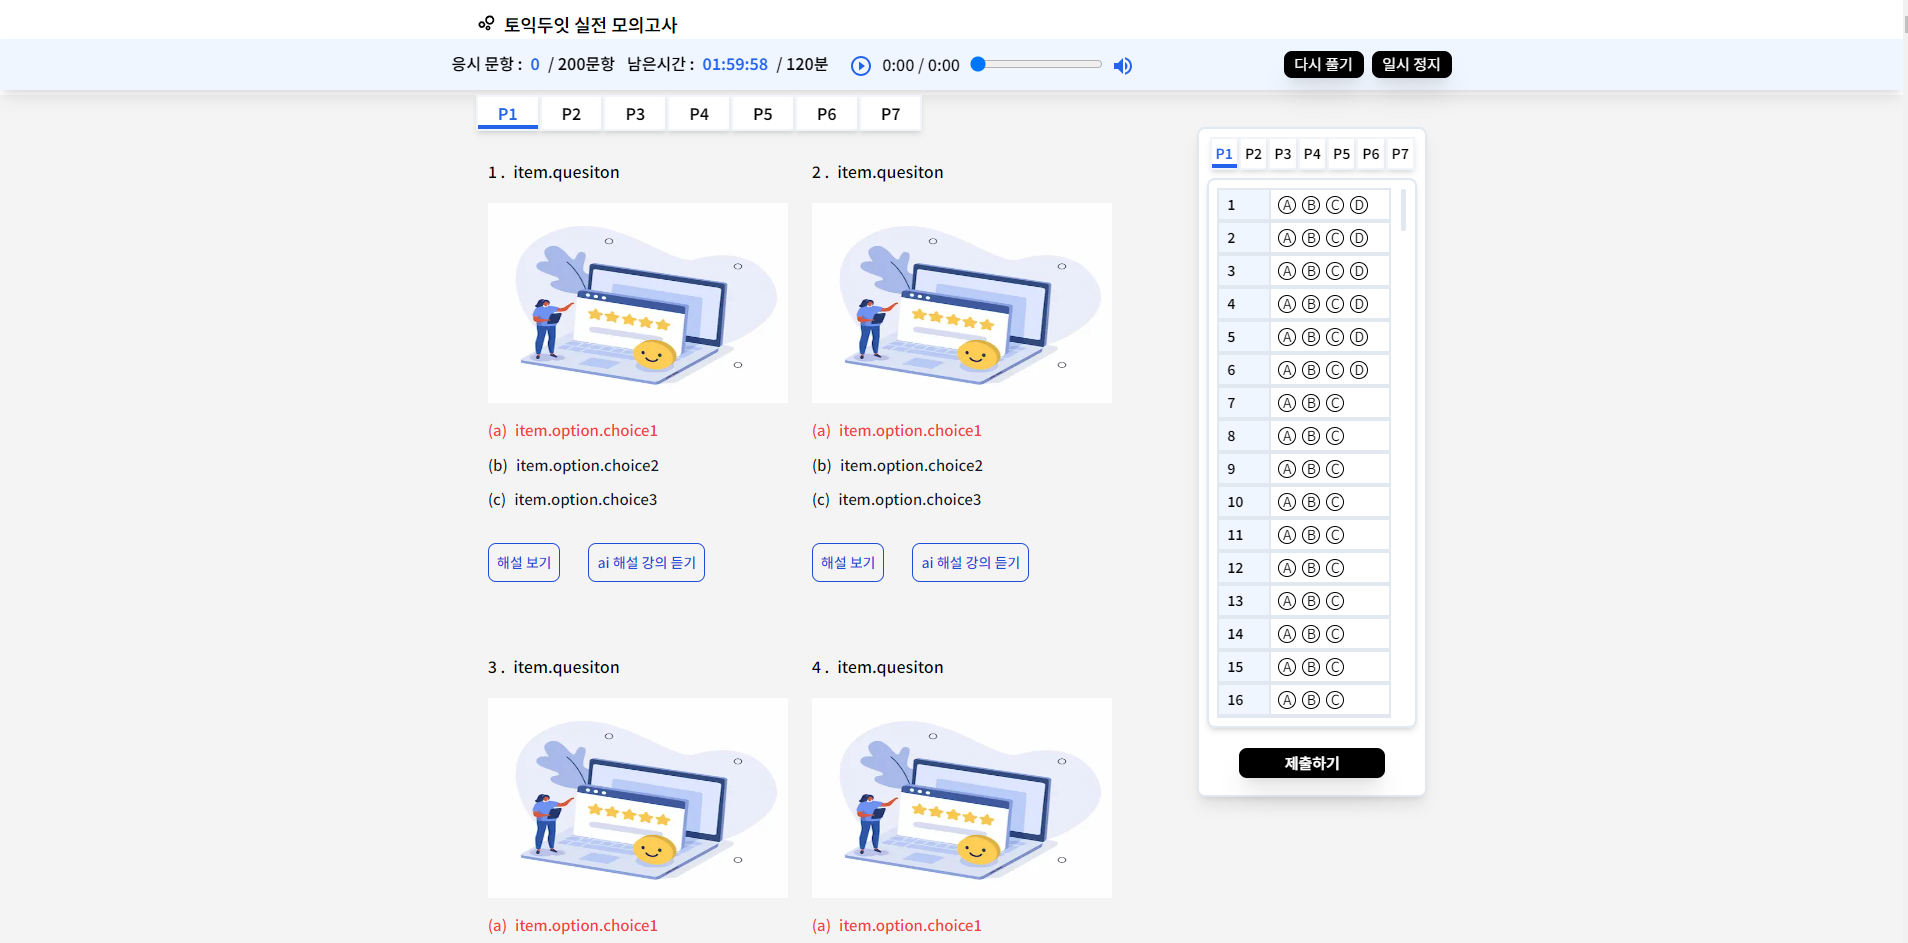 토익두잇 실전 모의고사
응시 문항 : 0 / 200문항 남은시간 : 01:59:58 / 120분 0:00 / 0:00 다시 풀기 일시 정지
P1 P2 P3 P4 P5 P6 P7
1 . item.quesiton
(a) item.option.choice1
(b) item.option.choice2
(c) item.option.choice3
해설 보기 ai 해설 강의 듣기
2 . item.quesiton
(a) item.option.choice1
(b) item.option.choice2
(c) item.option.choice3
해설 보기 ai 해설 강의 듣기
3 . item.quesiton
(a) item.option.choice1
4 . item.quesiton
(a) item.option.choice1
P1 P2 P3 P4 P5 P6 P7
1 A B C D
2 A B C D
3 A B C D
4 A B C D
5 A B C D
6 A B C D
7 A B C
8 A B C
9 A B C
10 A B C
11 A B C
12 A B C
13 A B C
14 A B C
15 A B C
16 A B C
제출하기